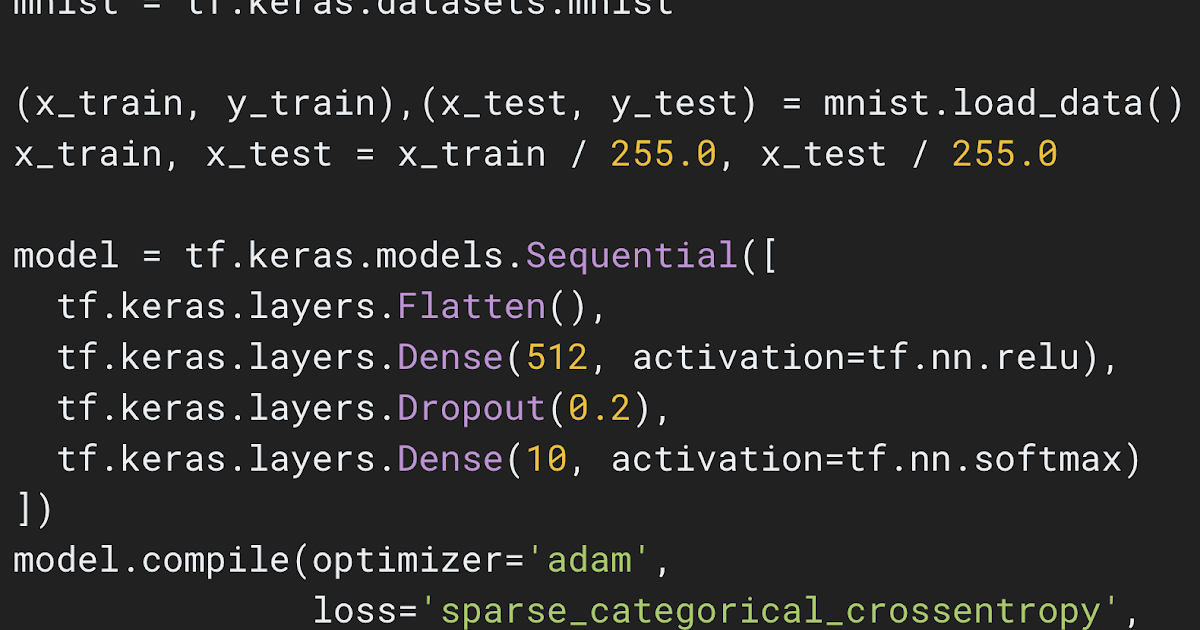 mnist = tf.keras.datasets.mnist
(x_train, y_train),(x_test, y_test) = mnist.load_data()
x_train, x_test = x_train / 255.0, x_test / 255.0
model = tf.keras.models.Sequential([
  tf.keras.layers.Flatten(),
  tf.keras.layers.Dense(512, activation=tf.nn.relu),
  tf.keras.layers.Dropout(0.2),
  tf.keras.layers.Dense(10, activation=tf.nn.softmax)
])
model.compile(optimizer='adam',
              loss='sparse_categorical_crossentropy',